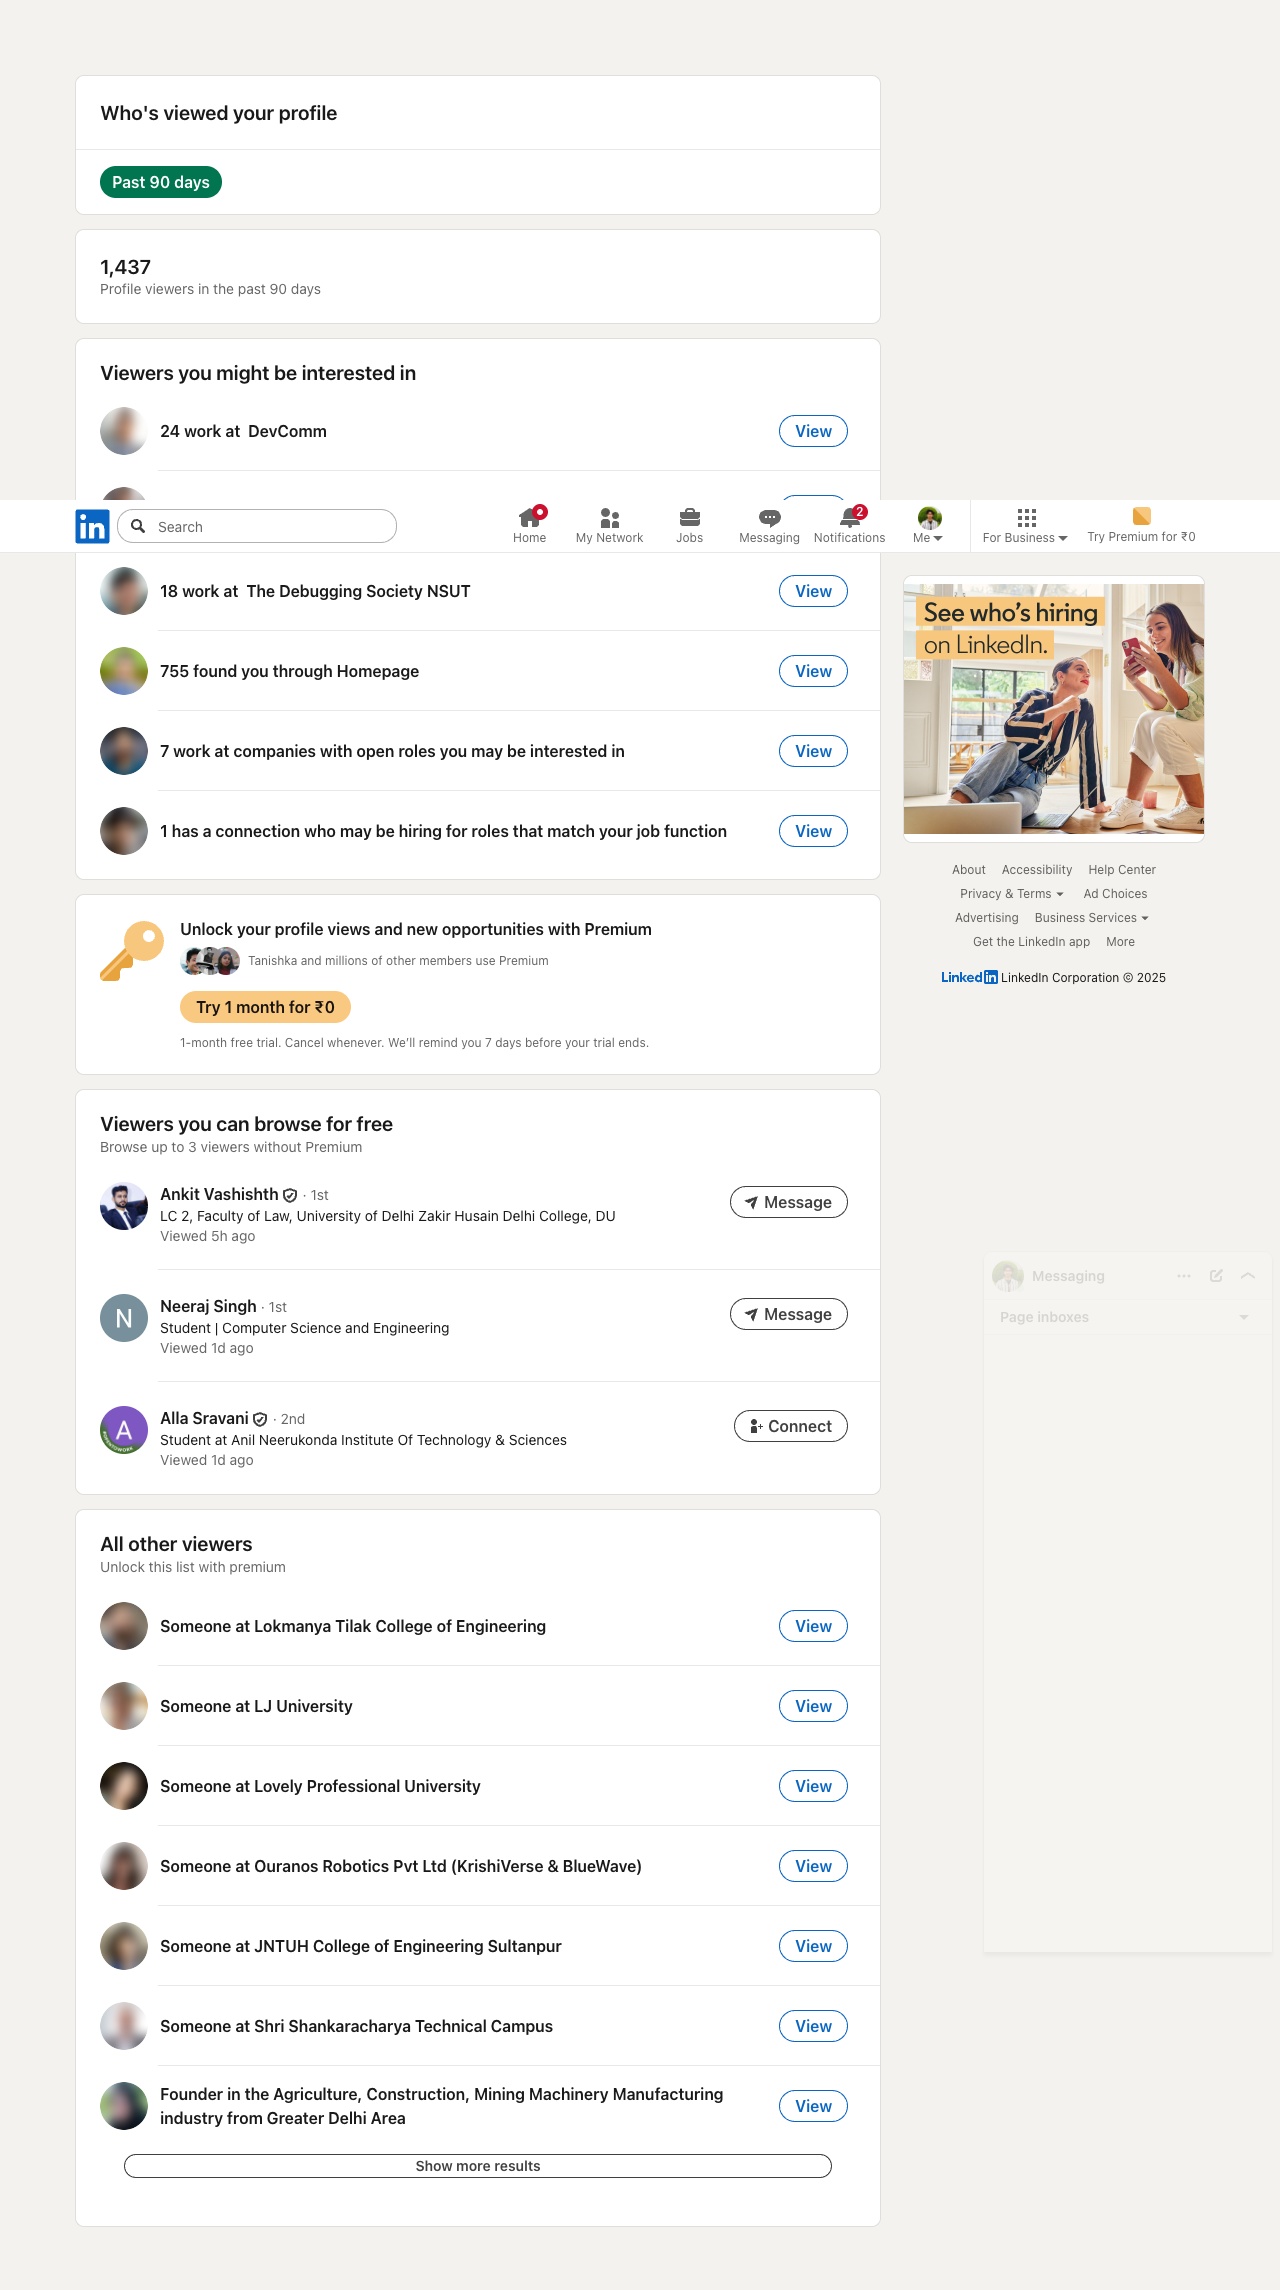 Who's viewed your profile
Past 90 days
1,437
Profile viewers in the past 90 days
Viewers you might be interested in
24 work at  DevComm
View
in
Search
Home
My Network
Jobs
Messaging
2
Notifications
Me
For Business
Try Premium for ₹0
18 work at  The Debugging Society NSUT
View
755 found you through Homepage
View
7 work at companies with open roles you may be interested in
View
1 has a connection who may be hiring for roles that match your job function
View
See who's hiring
on LinkedIn.
About Accessibility Help Center
Privacy & Terms Ad Choices
Advertising Business Services
Get the LinkedIn app More
Linkedin LinkedIn Corporation © 2025
Unlock your profile views and new opportunities with Premium
Tanishka and millions of other members use Premium
Try 1 month for ₹0
1-month free trial. Cancel whenever. We'll remind you 7 days before your trial ends.
Viewers you can browse for free
Browse up to 3 viewers without Premium
Ankit Vashishth · 1st
LC 2, Faculty of Law, University of Delhi Zakir Husain Delhi College, DU
Viewed 5h ago
Message
N
Neeraj Singh · 1st
Student | Computer Science and Engineering
Viewed 1d ago
Message
A
#OPENTOWORK
Alla Sravani · 2nd
Student at Anil Neerukonda Institute Of Technology & Sciences
Viewed 1d ago
Connect
Messaging
Page inboxes
All other viewers
Unlock this list with premium
Someone at Lokmanya Tilak College of Engineering
View
Someone at LJ University
View
Someone at Lovely Professional University
View
Someone at Ouranos Robotics Pvt Ltd (KrishiVerse & BlueWave)
View
Someone at JNTUH College of Engineering Sultanpur
View
Someone at Shri Shankaracharya Technical Campus
View
Founder in the Agriculture, Construction, Mining Machinery Manufacturing
industry from Greater Delhi Area
View
Show more results